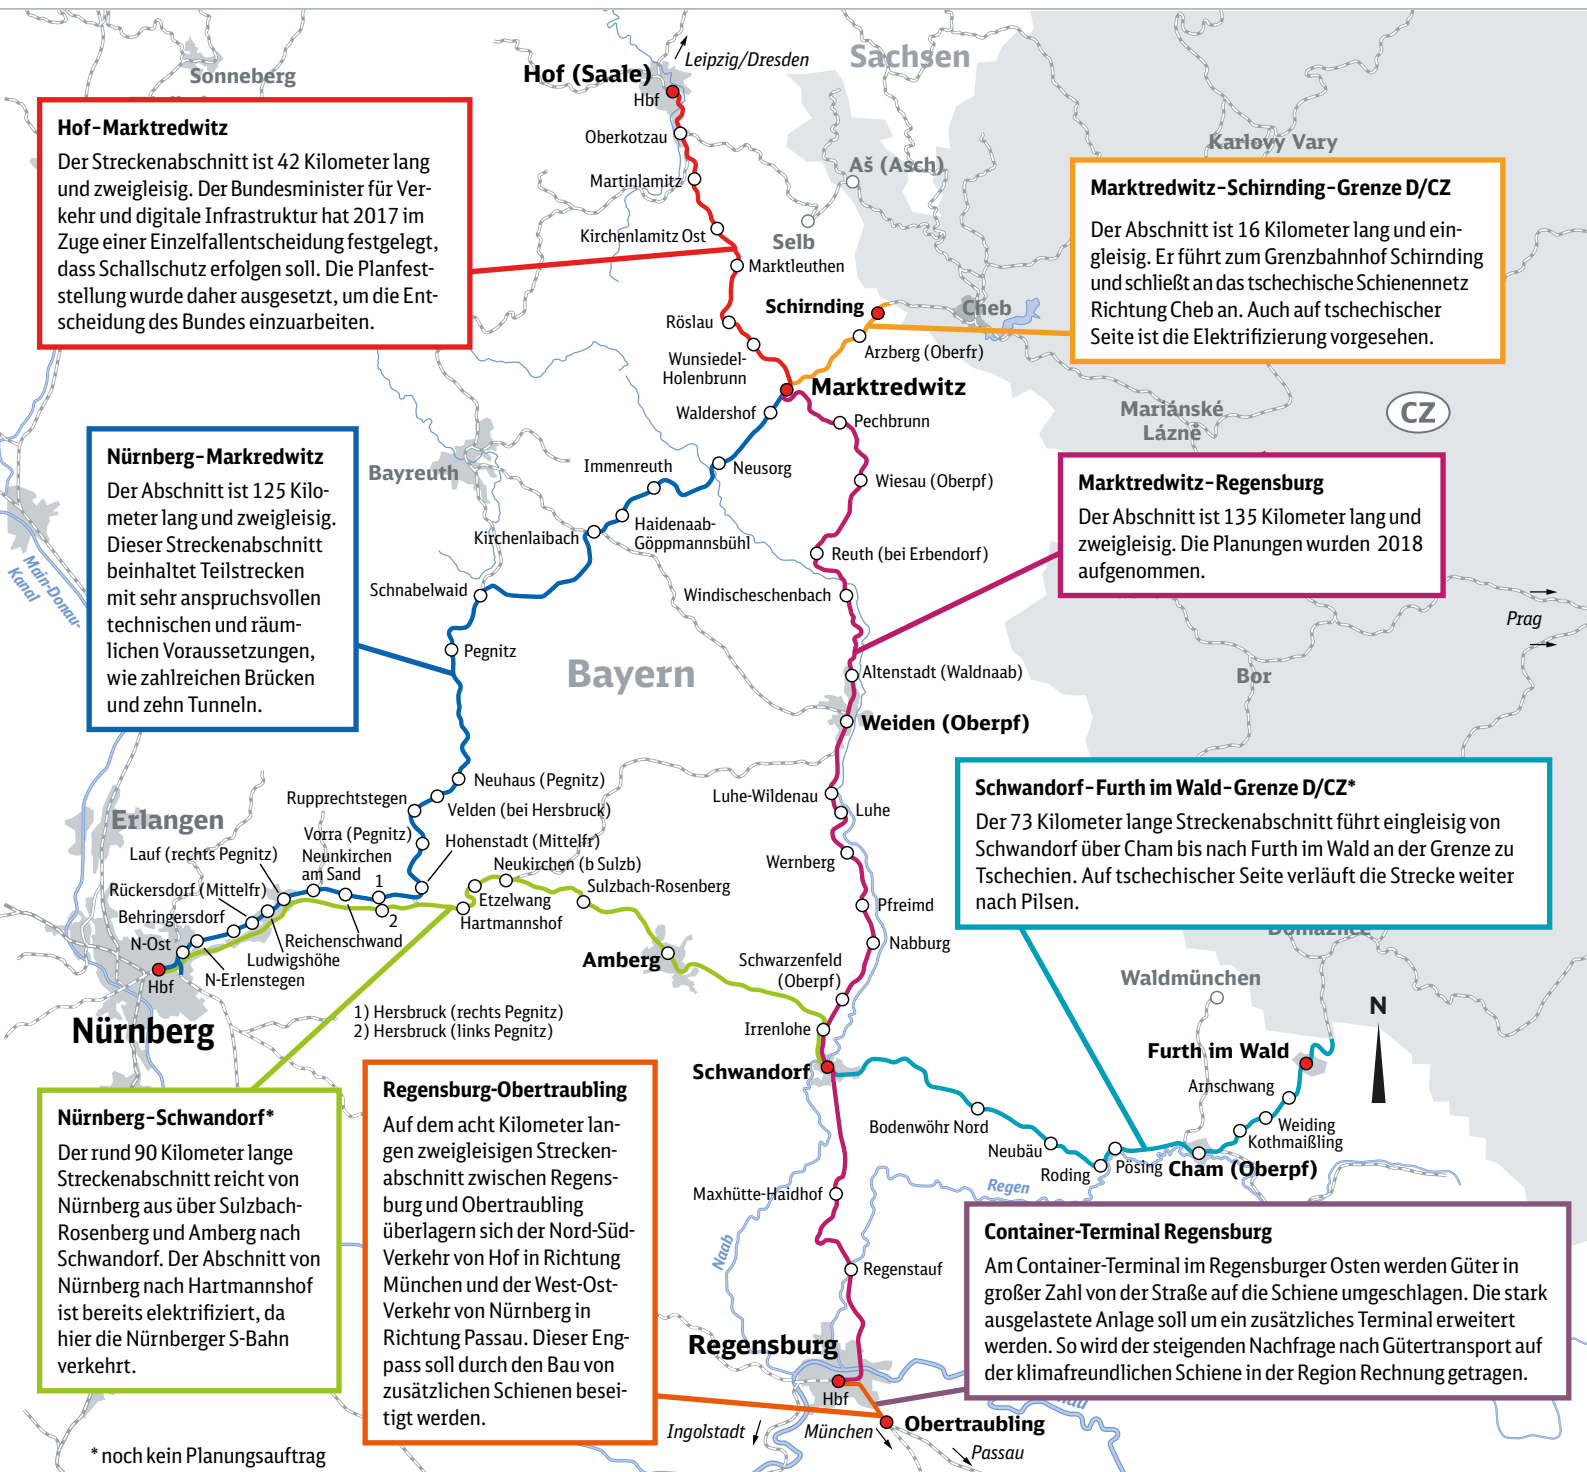 Sonneberg
Hof (Saale)
Hbf
Leipzig/Dresden
Sachsen
Oberkotzau
Martinlamitz
Kirchenlamitz Ost
Marktleuthen
Röslau
Wunsiedel-
Holenbrunn
Aš (Asch)
Selb
Karlovy Vary
Schirnding
Cheb
Arzberg (Oberfr)
Marktredwitz
Hof–Marktredwitz
Der Streckenabschnitt ist 42 Kilometer lang
und zweigleisig. Der Bundesminister für Ver-
kehr und digitale Infrastruktur hat 2017 im
Zuge einer Einzelfallentscheidung festgelegt,
dass Schallschutz erfolgen soll. Die Planfest-
stellung wurde daher ausgesetzt, um die Ent-
scheidung des Bundes einzuarbeiten.
Marktredwitz–Schirnding–Grenze D/CZ
Der Abschnitt ist 16 Kilometer lang und ein-
gleisig. Er führt zum Grenzbahnhof Schirnding
und schließt an das tschechische Schienennetz
Richtung Cheb an. Auch auf tschechischer
Seite ist die Elektrifizierung vorgesehen.
Waldershof
Neusorg
Immenreuth
Haidenaab-
Göppmannsbühl
Kirchenlaibach
Schnabelwaid
Pegnitz
Bayreuth
Bayern
Pechbrunn
Wiesau (Oberpf)
Reuth (bei Erbendorf)
Windischeschenbach
Altenstadt (Waldnaab)
Weiden (Oberpf)
Mariánské
Lázně
CZ
Prag
Bor
Main-Donau-
Kanal
Nürnberg–Markredwitz
Der Abschnitt ist 125 Kilo-
meter lang und zweigleisig.
Dieser Streckenabschnitt
beinhaltet Teilstrecken
mit sehr anspruchsvollen
technischen und räum-
lichen Voraussetzungen,
wie zahlreichen Brücken
und zehn Tunneln.
Marktredwitz–Regensburg
Der Abschnitt ist 135 Kilometer lang und
zweigleisig. Die Planungen wurden 2018
aufgenommen.
Neuhaus (Pegnitz)
Rupprechtstegen
Velden (bei Hersbruck)
Vorra (Pegnitz)
Hohenstadt (Mittelfr)
Erlangen
Lauf (rechts Pegnitz)
Neunkirchen
am Sand
1
2
Rückersdorf (Mittelfr)
Behringersdorf
N-Ost
Hbf
Nürnberg
Reichenschwand
Ludwigshöhe
N-Erlenstegen
Neukirchen (b Sulzb)
Etzelwang
Hartmannshof
Sulzbach-Rosenberg
Amberg
1) Hersbruck (rechts Pegnitz)
2) Hersbruck (links Pegnitz)
Luhe-Wildenau
Luhe
Wernberg
Pfreimd
Nabburg
Schwarzenfeld
(Oberpf)
Irrenlohe
Schwandorf
Schwandorf–Furth im Wald–Grenze D/CZ*
Der 73 Kilometer lange Streckenabschnitt führt eingleisig von
Schwandorf über Cham bis nach Furth im Wald an der Grenze zu
Tschechien. Auf tschechischer Seite verläuft die Strecke weiter
nach Pilsen.
Domažlice
Waldmünchen
N
Furth im Wald
Arnschwang
Weiding
Kothmaißling
Cham (Oberpf)
Pösing
Roding
Neubäu
Bodenwöhr Nord
Regen
Naab
Maxhütte-Haidhof
Regenstauf
Regensburg
Hbf
Obertraubling
Ingolstadt
München
Passau
Nürnberg–Schwandorf*
Der rund 90 Kilometer lange
Streckenabschnitt reicht von
Nürnberg aus über Sulzbach-
Rosenberg und Amberg nach
Schwandorf. Der Abschnitt von
Nürnberg nach Hartmannshof
ist bereits elektrifiziert, da
hier die Nürnberger S-Bahn
verkehrt.
Regensburg-Obertraubling
Auf dem acht Kilometer lan-
gen zweigleisigen Strecken-
abschnitt zwischen Regens-
burg und Obertraubling
überlagern sich der Nord-Süd-
Verkehr von Hof in Richtung
München und der West-Ost-
Verkehr von Nürnberg in
Richtung Passau. Dieser Eng-
pass soll durch den Bau von
zusätzlichen Schienen besei-
tigt werden.
Container-Terminal Regensburg
Am Container-Terminal im Regensburger Osten werden Güter in
großer Zahl von der Straße auf die Schiene umgeschlagen. Die stark
ausgelastete Anlage soll um ein zusätzliches Terminal erweitert
werden. So wird der steigenden Nachfrage nach Gütertransport auf
der klimafreundlichen Schiene in der Region Rechnung getragen.
* noch kein Planungsauftrag